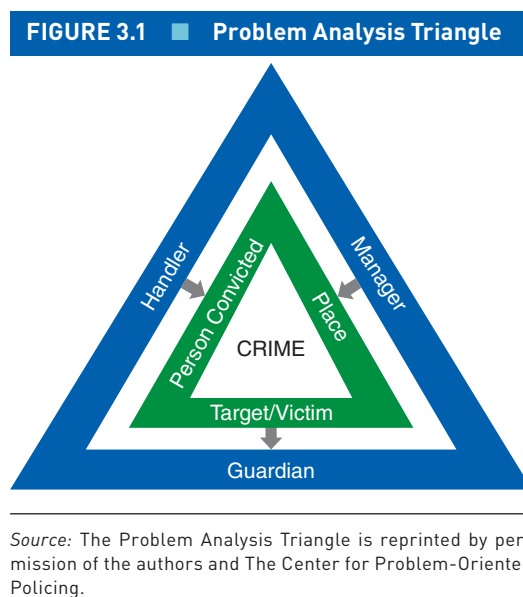 FIGURE 3.1 ■ Problem Analysis Triangle
Handler
Manager
Person Convicted
Place
CRIME
Target/Victim
Guardian
Source: The Problem Analysis Triangle is reprinted by per
mission of the authors and The Center for Problem-Oriente
Policing.